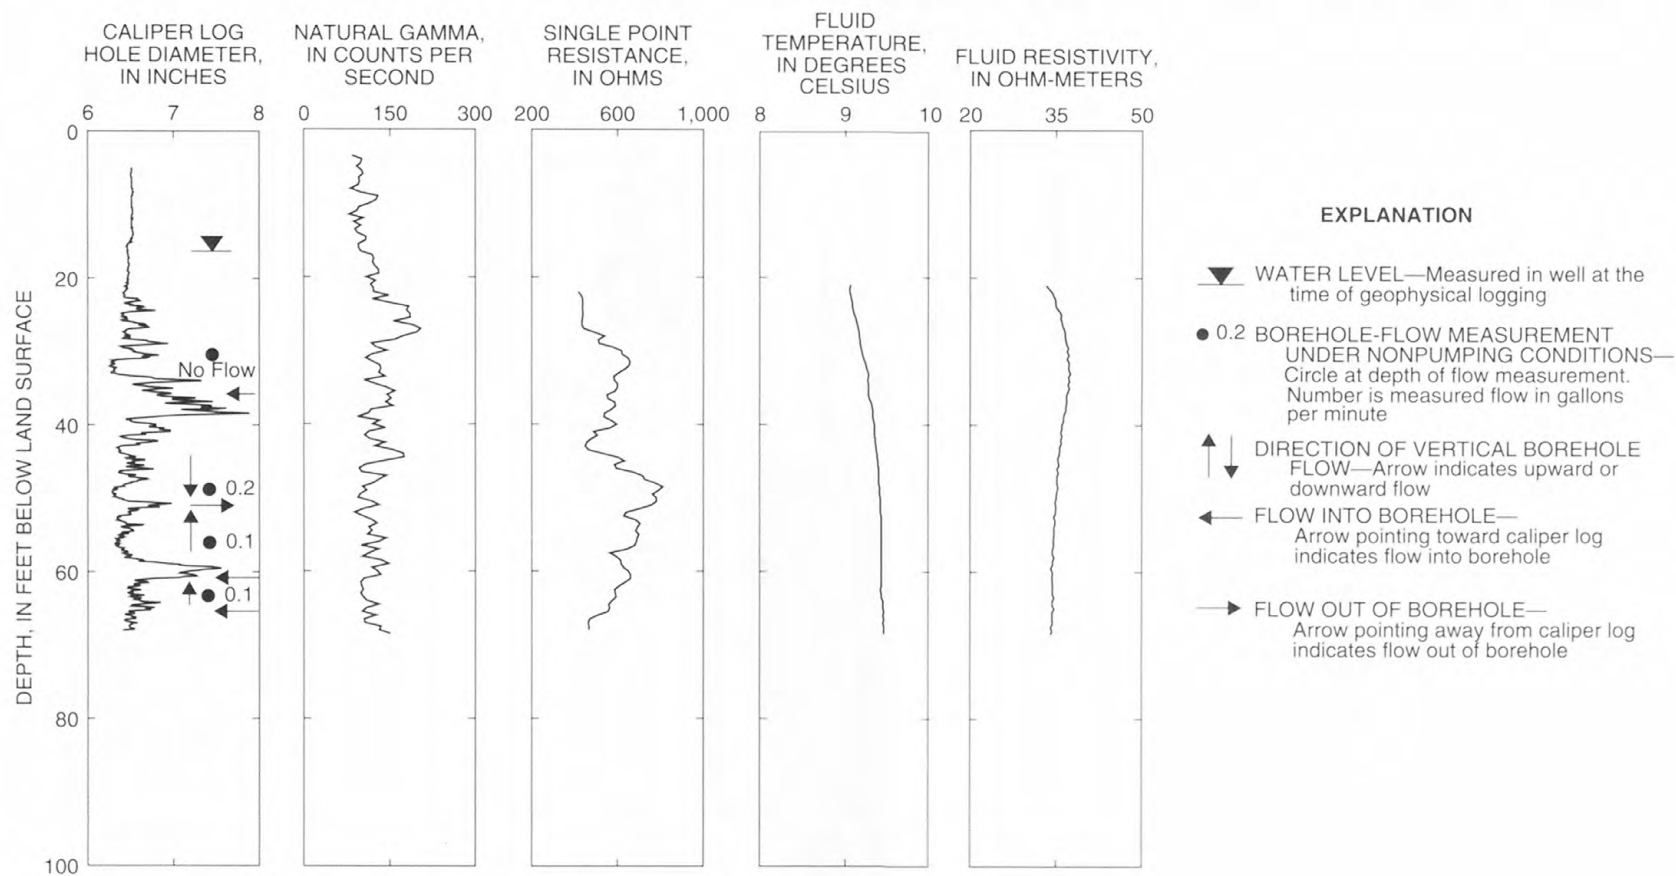 CALIPER LOG
HOLE DIAMETER,
IN INCHES
6 7 8
NATURAL GAMMA,
IN COUNTS PER
SECOND
0 150 300
SINGLE POINT
RESISTANCE,
IN OHMS
200 600 1,000
FLUID
TEMPERATURE,
IN DEGREES
CELSIUS
8 9 10
FLUID RESISTIVITY,
IN OHM-METERS
20 35 50
DEPTH, IN FEET BELOW LAND SURFACE
0
20
40
60
80
100
No Flow
0.2
0.1
0.1
EXPLANATION
WATER LEVEL—Measured in well at the
time of geophysical logging
0.2 BOREHOLE-FLOW MEASUREMENT
UNDER NONPUMPING CONDITIONS—
Circle at depth of flow measurement.
Number is measured flow in gallons
per minute
DIRECTION OF VERTICAL BOREHOLE
FLOW—Arrow indicates upward or
downward flow
FLOW INTO BOREHOLE—
Arrow pointing toward caliper log
indicates flow into borehole
FLOW OUT OF BOREHOLE—
Arrow pointing away from caliper log
indicates flow out of borehole